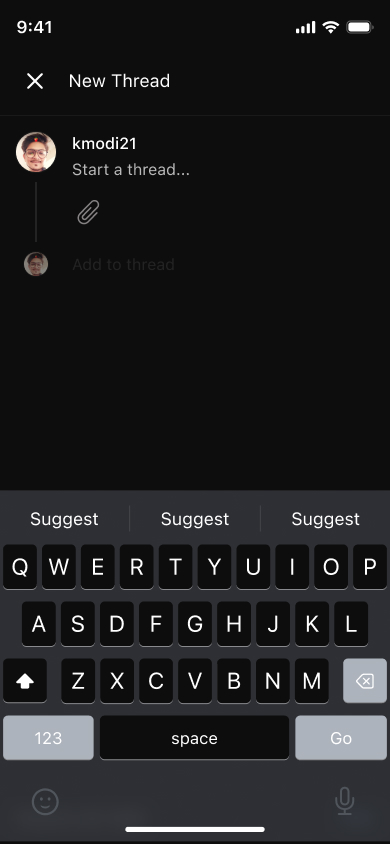 9:41
New Thread
kmodi21
Start a thread...
Add to thread
Suggest Suggest Suggest
Q W E R T Y U I O P
A S D F G H J K L
Z X C V B N M
123 space Go